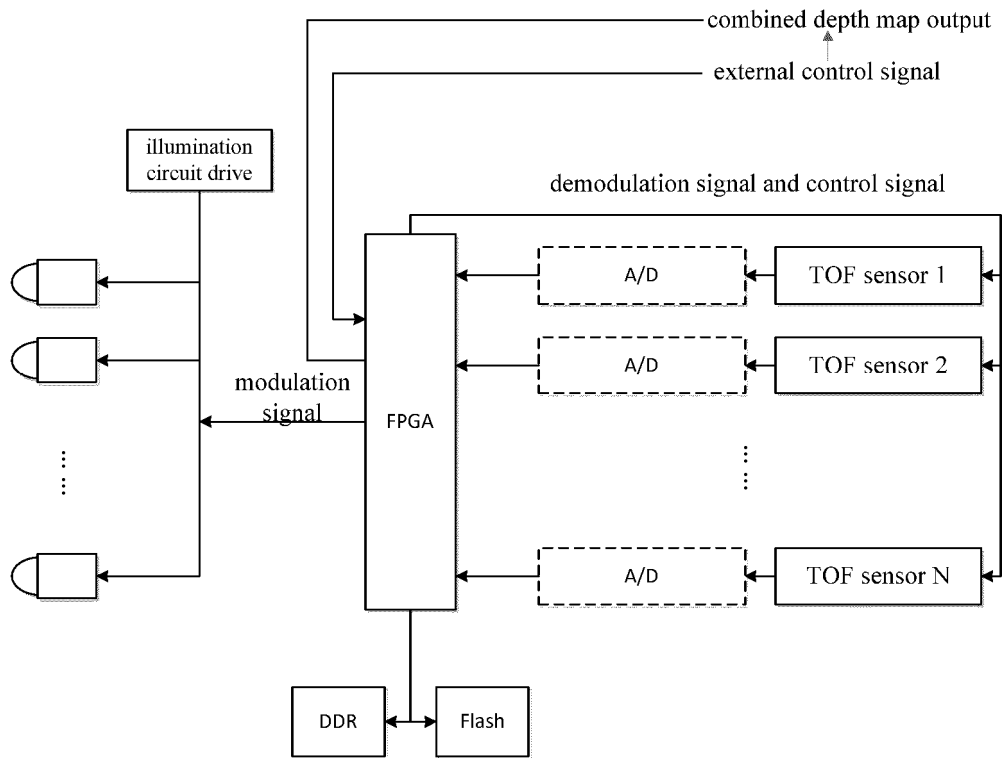 combined depth map output
external control signal
illumination
circuit drive
demodulation signal and control signal
A/D
TOF sensor 1
A/D
TOF sensor 2
modulation
signal
FPGA
A/D
TOF sensor N
DDR
Flash